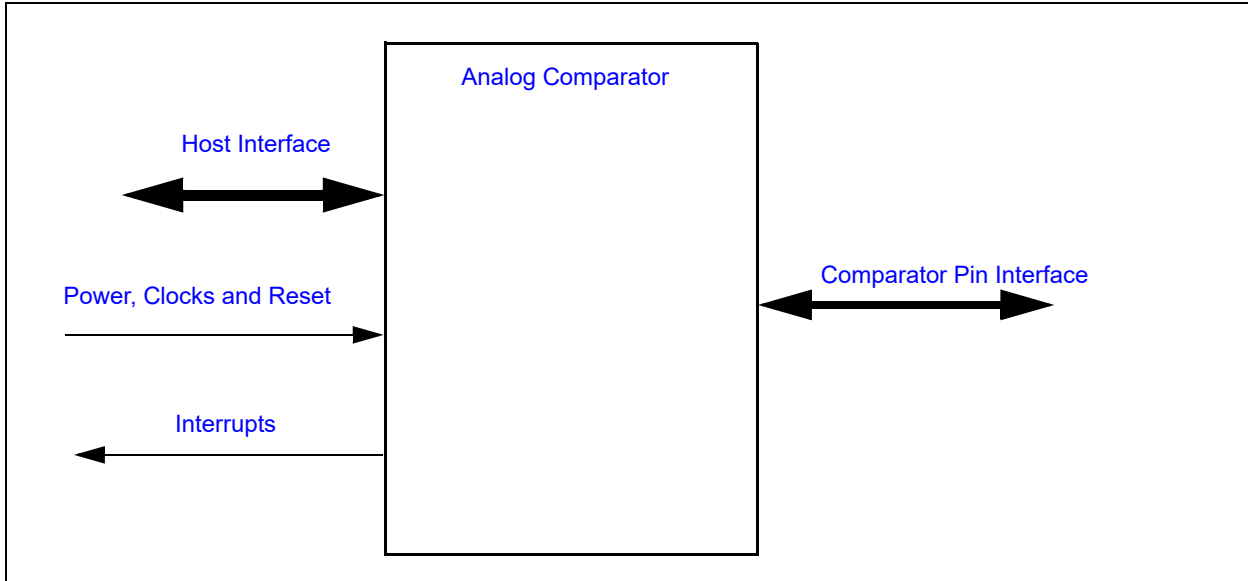 Analog Comparator
Host Interface
Power, Clocks and Reset
Interrupts
Comparator Pin Interface